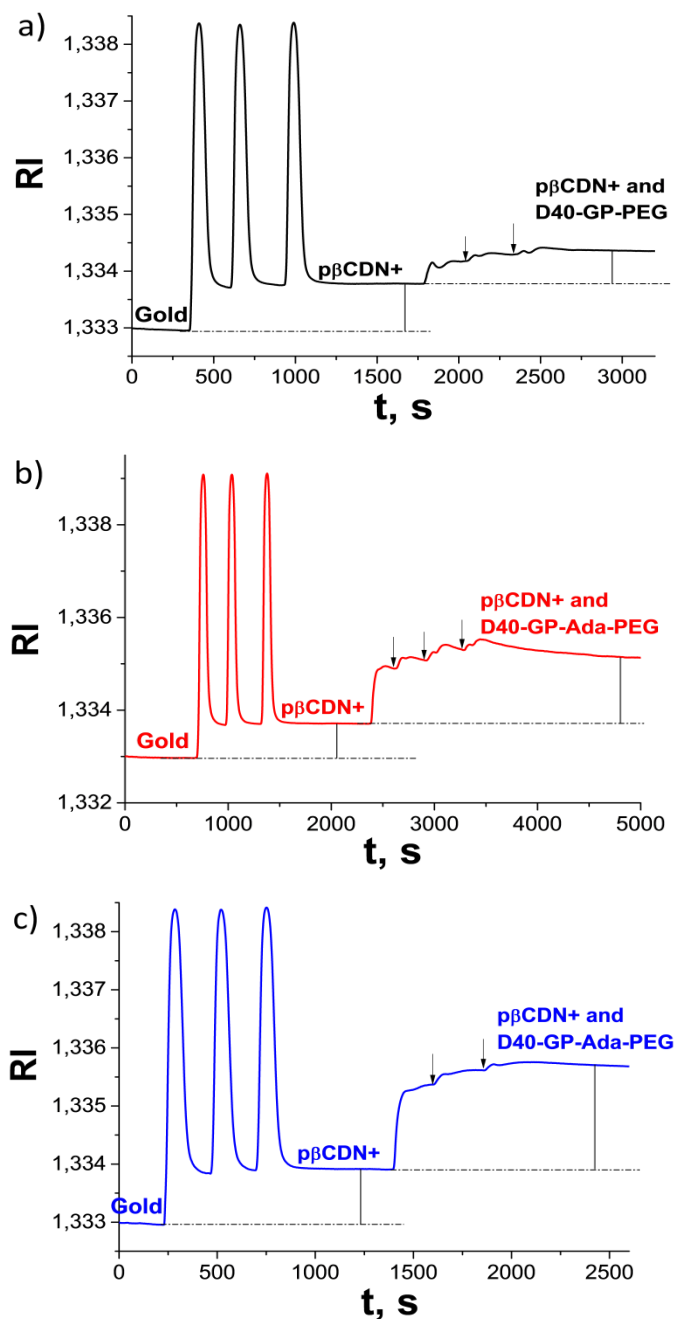 a)
1,338
1,337
1,336
1,335
1,334
1,333
RI
Gold
pβCDN+
pβCDN+ and
D40-GP-PEG
0 500 1000 1500 2000 2500 3000
t, s
b)
1,339
1,336
1,334
1,332
RI
Gold
pβCDN+
pβCDN+ and
D40-GP-Ada-PEG
0 1000 2000 3000 4000 5000
t, s
c)
1,338
1,337
1,336
1,335
1,334
1,333
RI
Gold
pβCDN+
pβCDN+ and
D40-GP-Ada-PEG
0 500 1000 1500 2000 2500
t, s